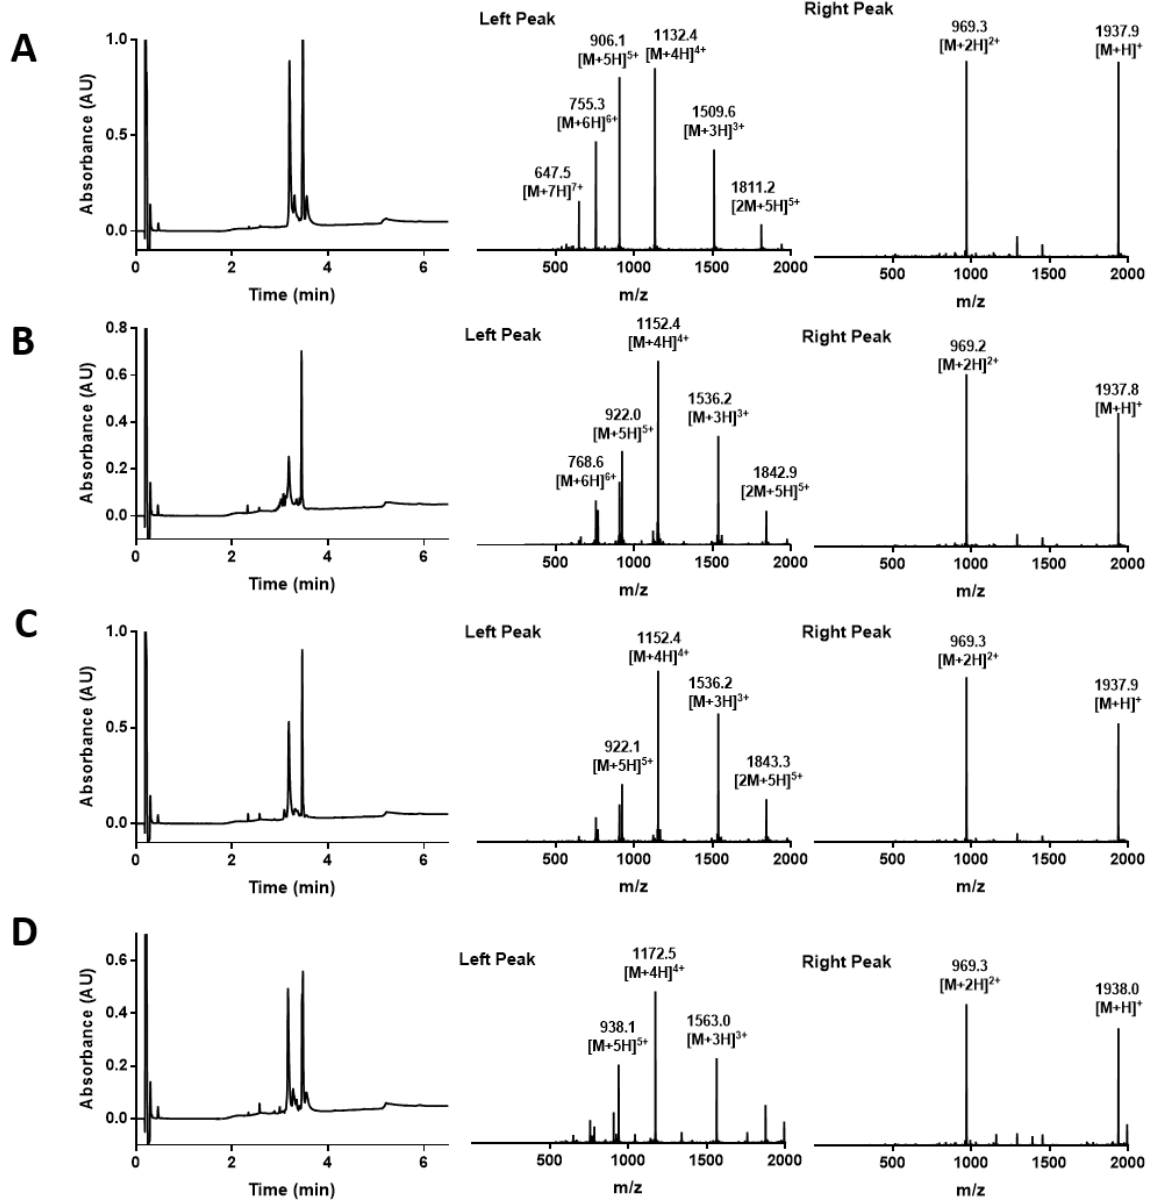 A
Absorbance (AU)
1.0
0.5
0.0
0 2 4 6
Time (min)
Left Peak
647.5
[M+7H]7+
755.3
[M+6H]6+
906.1
[M+5H]5+
1132.4
[M+4H]4+
1509.6
[M+3H]3+
1811.2
[2M+5H]5+
500 1000 1500 2000
m/z
Right Peak
969.3
[M+2H]2+
1937.9
[M+H]+
500 1000 1500 2000
m/z
B
Absorbance (AU)
0.8
0.6
0.4
0.2
0.0
0 2 4 6
Time (min)
Left Peak
768.6
[M+6H]6+
922.0
[M+5H]5+
1152.4
[M+4H]4+
1536.2
[M+3H]3+
1842.9
[2M+5H]5+
500 1000 1500 2000
m/z
Right Peak
969.2
[M+2H]2+
1937.8
[M+H]+
500 1000 1500 2000
m/z
C
Absorbance (AU)
1.0
0.5
0.0
0 2 4 6
Time (min)
Left Peak
922.1
[M+5H]5+
1152.4
[M+4H]4+
1536.2
[M+3H]3+
1843.3
[2M+5H]5+
500 1000 1500 2000
m/z
Right Peak
969.3
[M+2H]2+
1937.9
[M+H]+
500 1000 1500 2000
m/z
D
Absorbance (AU)
0.6
0.4
0.2
0.0
0 2 4 6
Time (min)
Left Peak
938.1
[M+5H]5+
1172.5
[M+4H]4+
1563.0
[M+3H]3+
500 1000 1500 2000
m/z
Right Peak
969.3
[M+2H]2+
1938.0
[M+H]+
500 1000 1500 2000
m/z